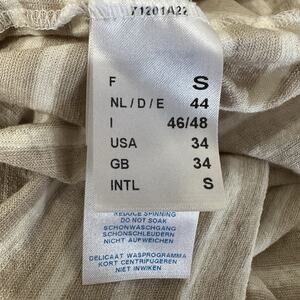 71201A22
F S
NL / D / E 44
I 46/48
USA 34
GB 34
INTL S
REDUCE SPINNING
DO NOT SOAK
SCHONWASCHGANG
SCHONSCHLEUDERN
NICHT AUFWEICHEN
DELICAAT WASPROGRAMMA
KORT CENTRIFUGEREN
NIET INWIKEN